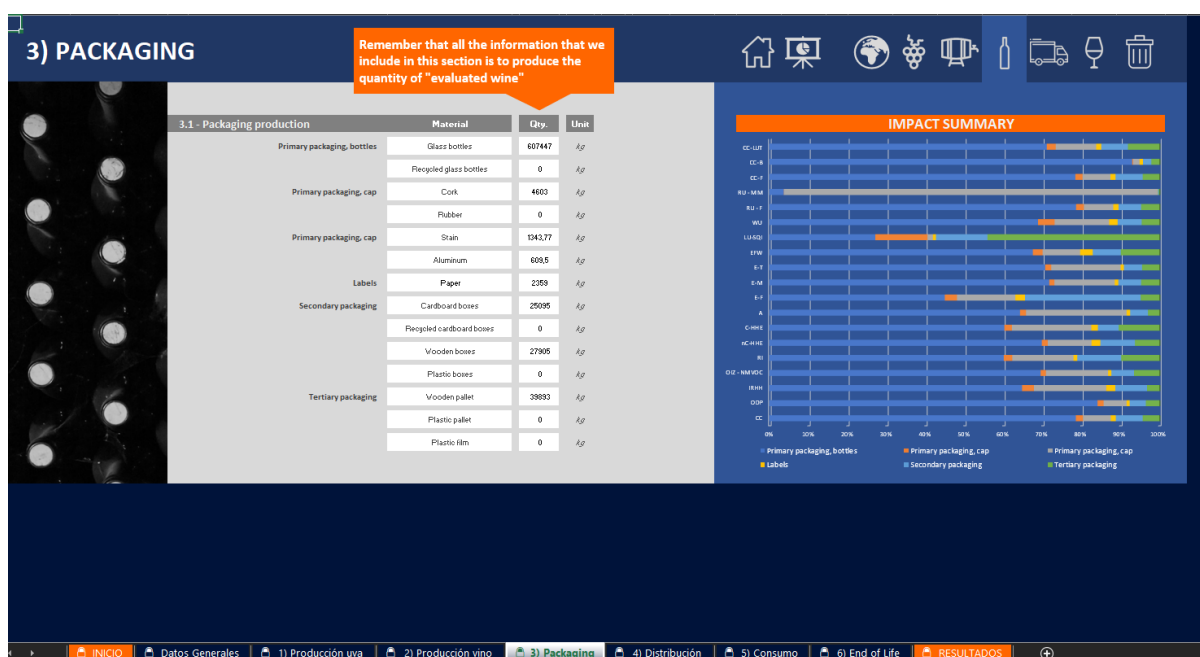 3) PACKAGING
Remember that all the information that we
include in this section is to produce the
quantity of "evaluated wine"
3.1 - Packaging production Material Qty. Unit
Primary packaging, bottles Glass bottles 607447 kg
Recycled glass bottles 0 kg
Primary packaging, cap Cork 4603 kg
Rubber 0 kg
Primary packaging, cap Stain 1343,77 kg
Aluminum 609,5 kg
Labels Paper 2359 kg
Secondary packaging Cardboard boxes 25095 kg
Recycled cardboard boxes 0 kg
Wooden boxes 27905 kg
Plastic boxes 0 kg
Tertiary packaging Wooden pallet 39893 kg
Plastic pallet 0 kg
Plastic film 0 kg
IMPACT SUMMARY
CC-LUT
CC-B
CC-F
RU - MM
RU - F
WU
LU-SQI
EFW
E-T
E-M
E-F
A
C-HHE
nC-HHE
RI
OIZ - NMVOC
IRHH
ODP
CC
0% 10% 20% 30% 40% 50% 60% 70% 80% 90% 100%
Primary packaging, bottles Primary packaging, cap Primary packaging, cap
Labels Secondary packaging Tertiary packaging
INICIO Datos Generales 1) Producción uva 2) Producción vino 3) Packaging 4) Distribución 5) Consumo 6) End of Life RESULTADOS